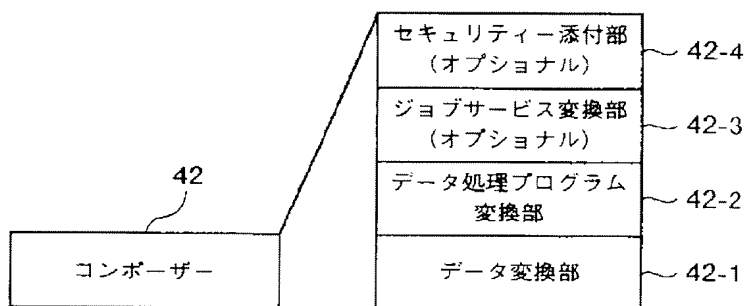 セキュリティー添付部
(オプショナル)
42-4
ジョブサービス変換部
(オプショナル)
42-3
データ処理プログラム
変換部
42-2
42
コンポーザー
データ変換部
42-1